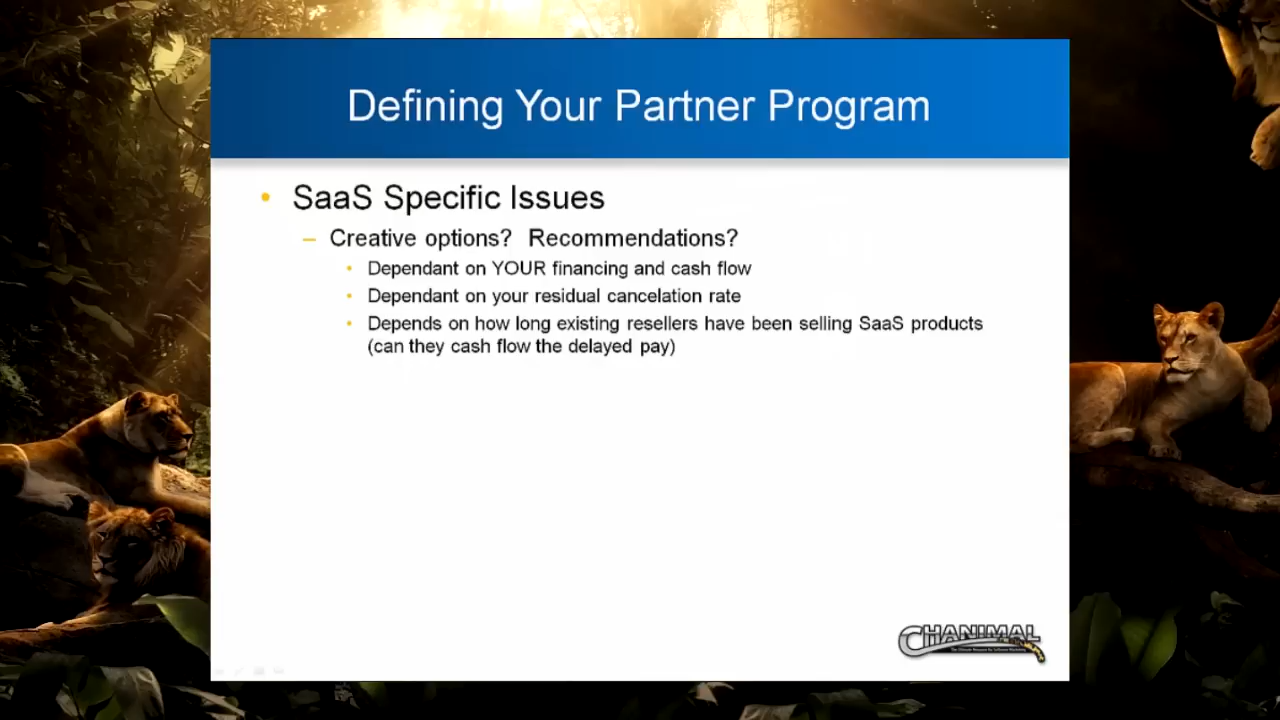 Defining Your Partner Program
• SaaS Specific Issues
– Creative options? Recommendations?
• Dependant on YOUR financing and cash flow
• Dependant on your residual cancelation rate
• Depends on how long existing resellers have been selling SaaS products
(can they cash flow the delayed pay)
CHANIMAL